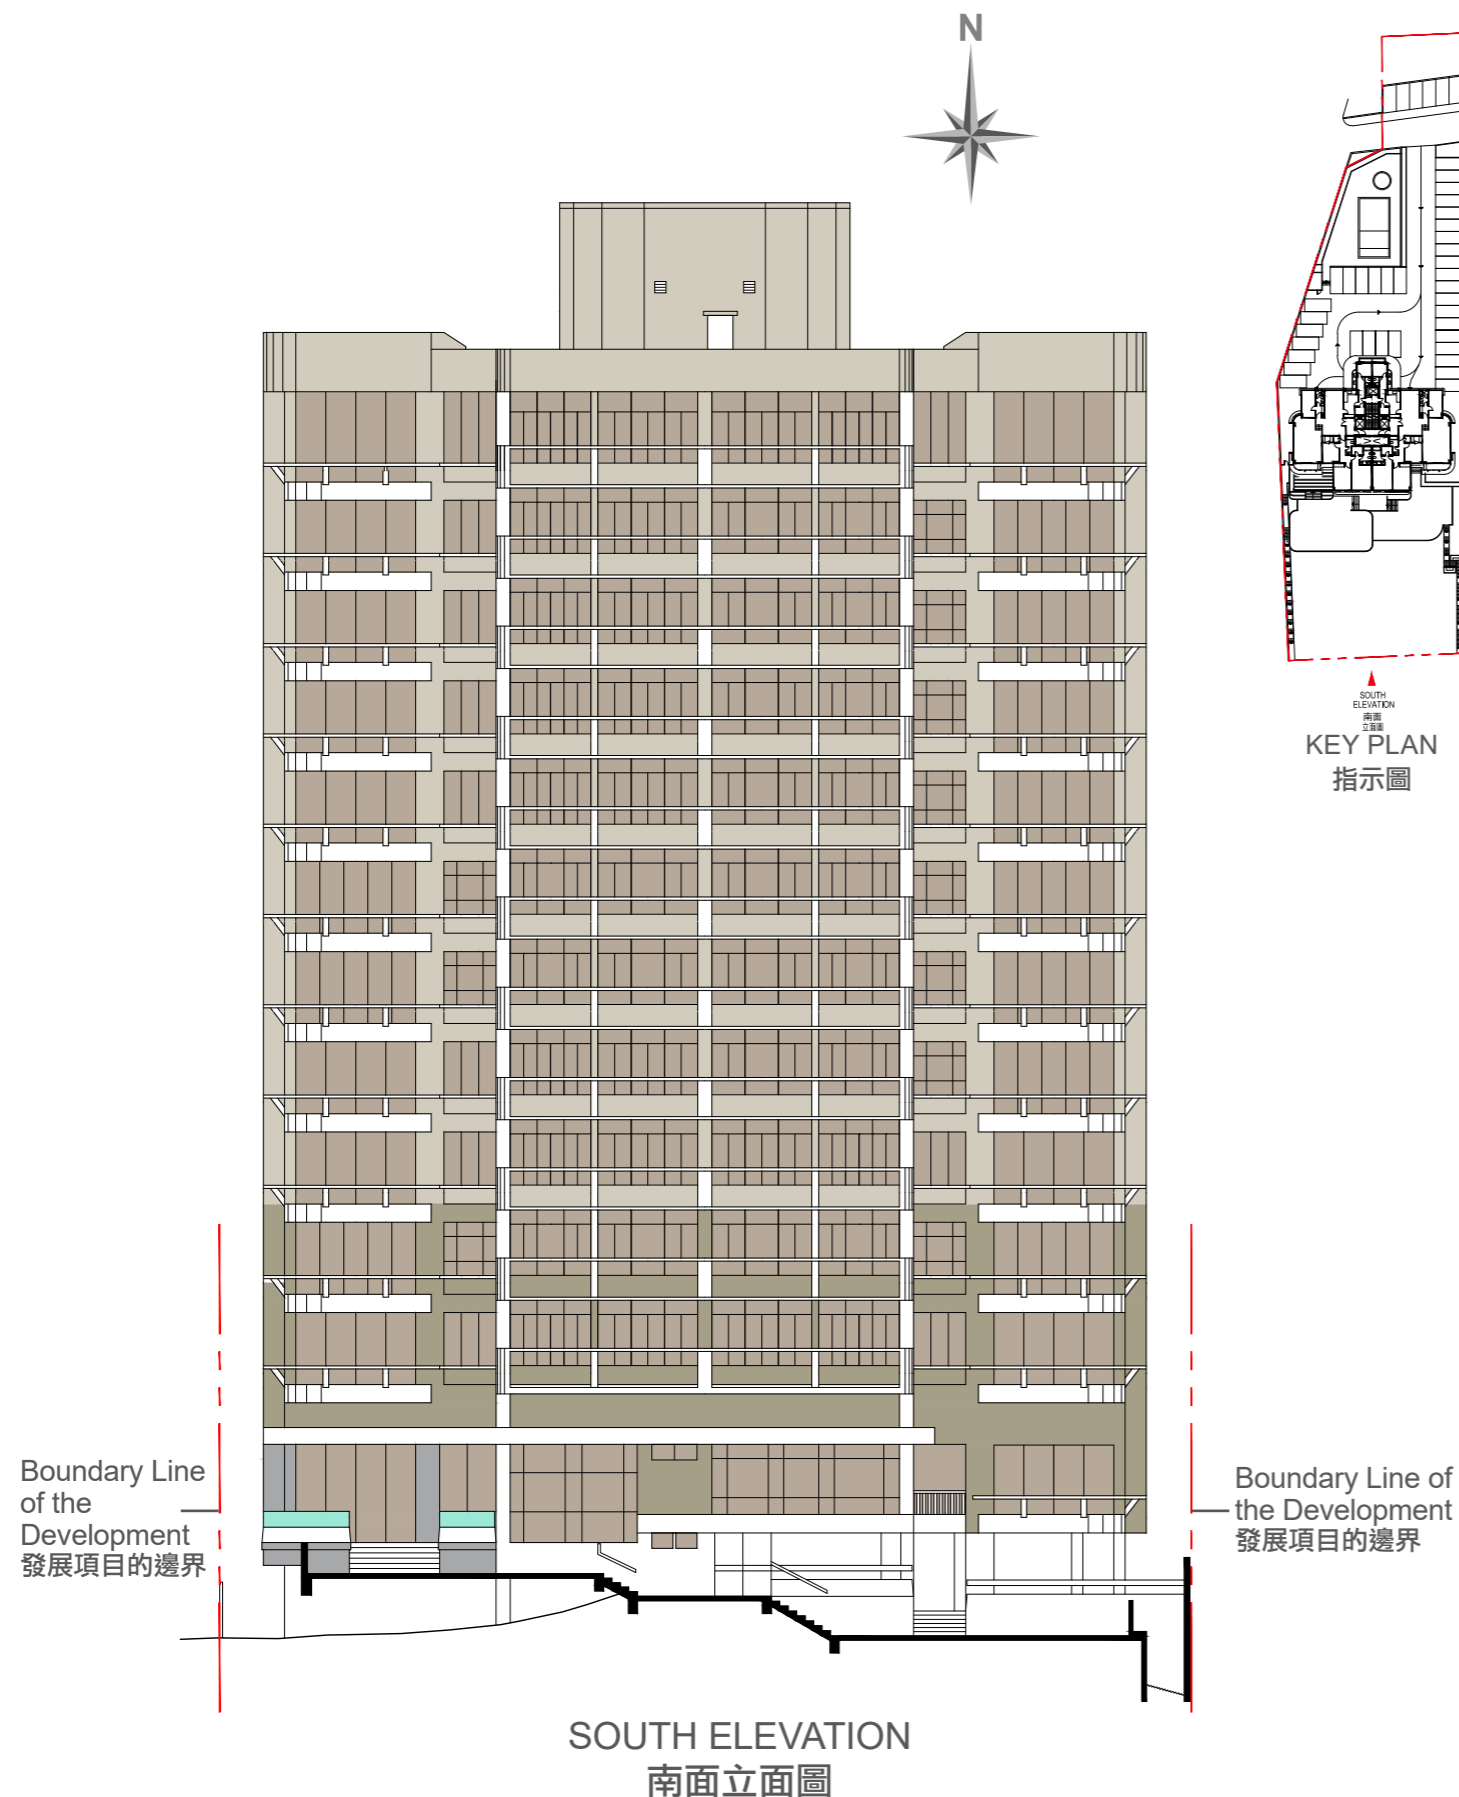 N
SOUTH
ELEVATION
南面
立面圖
KEY PLAN
指示圖
Boundary Line
of the
Development
發展項目的邊界
Boundary Line of
the Development
發展項目的邊界
SOUTH ELEVATION
南面立面圖